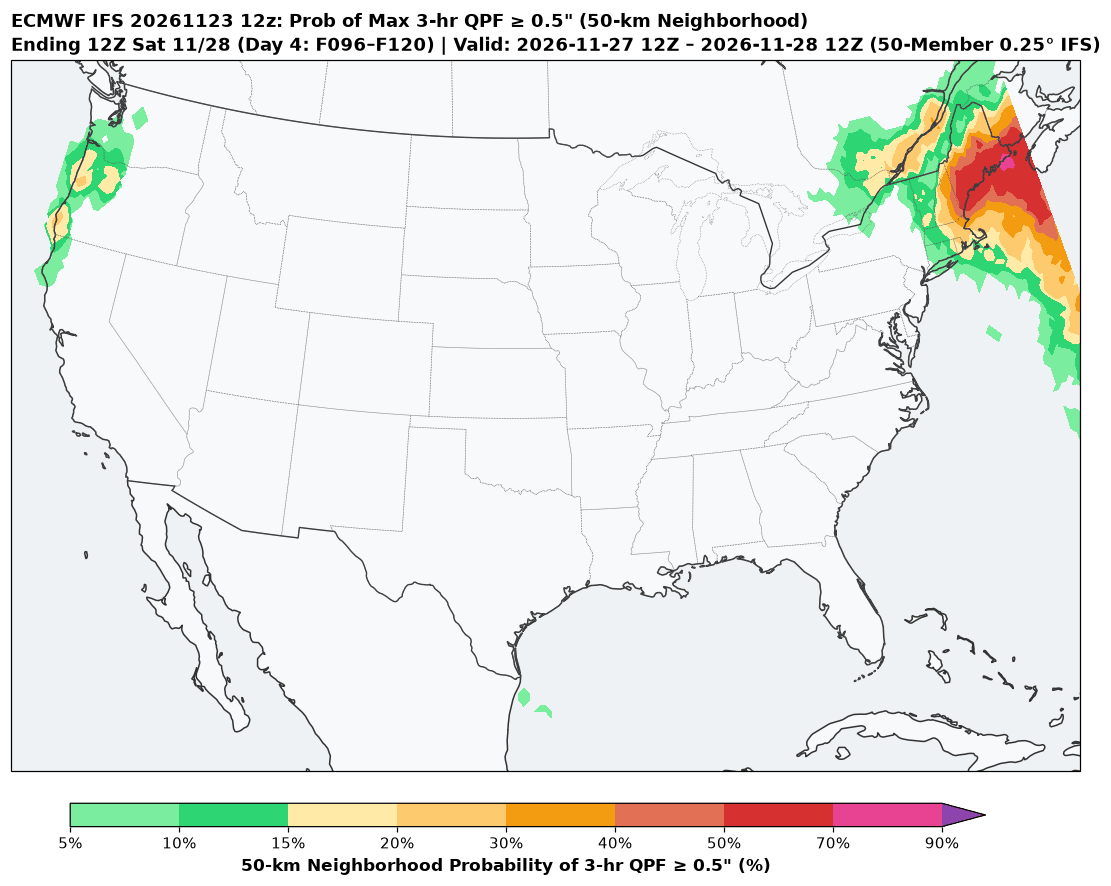 ECMWF IFS 20261123 12z: Prob of Max 3-hr QPF ≥ 0.5" (50-km Neighborhood)
Ending 12Z Sat 11/28 (Day 4: F096–F120) | Valid: 2026-11-27 12Z – 2026-11-28 12Z (50-Member 0.25° IFS)
5% 10% 15% 20% 30% 40% 50% 70% 90%
50-km Neighborhood Probability of 3-hr QPF ≥ 0.5" (%)